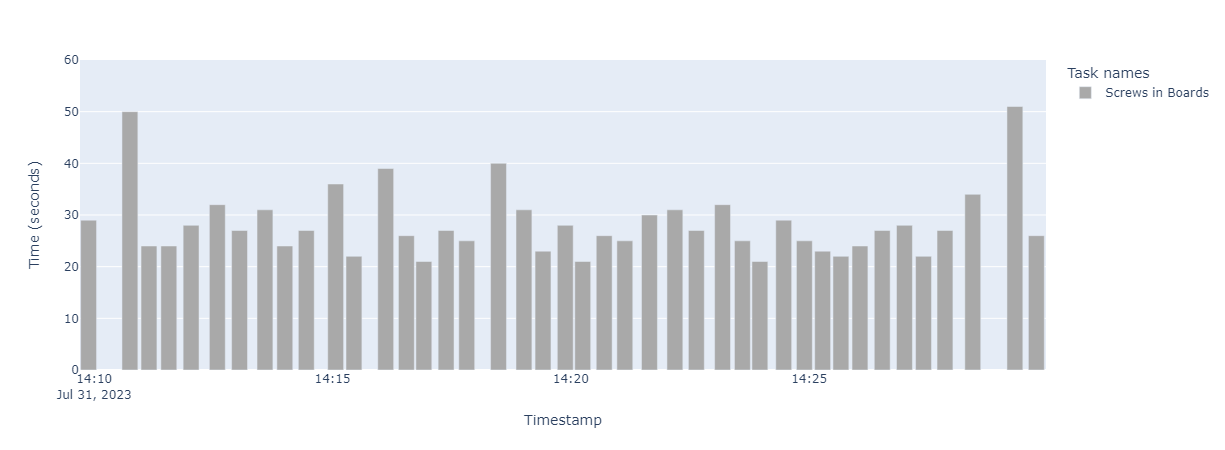 60
50
40
30
20
10
0
Time (seconds)
14:10
Jul 31, 2023
14:15
14:20
14:25
Timestamp
Task names
Screws in Boards